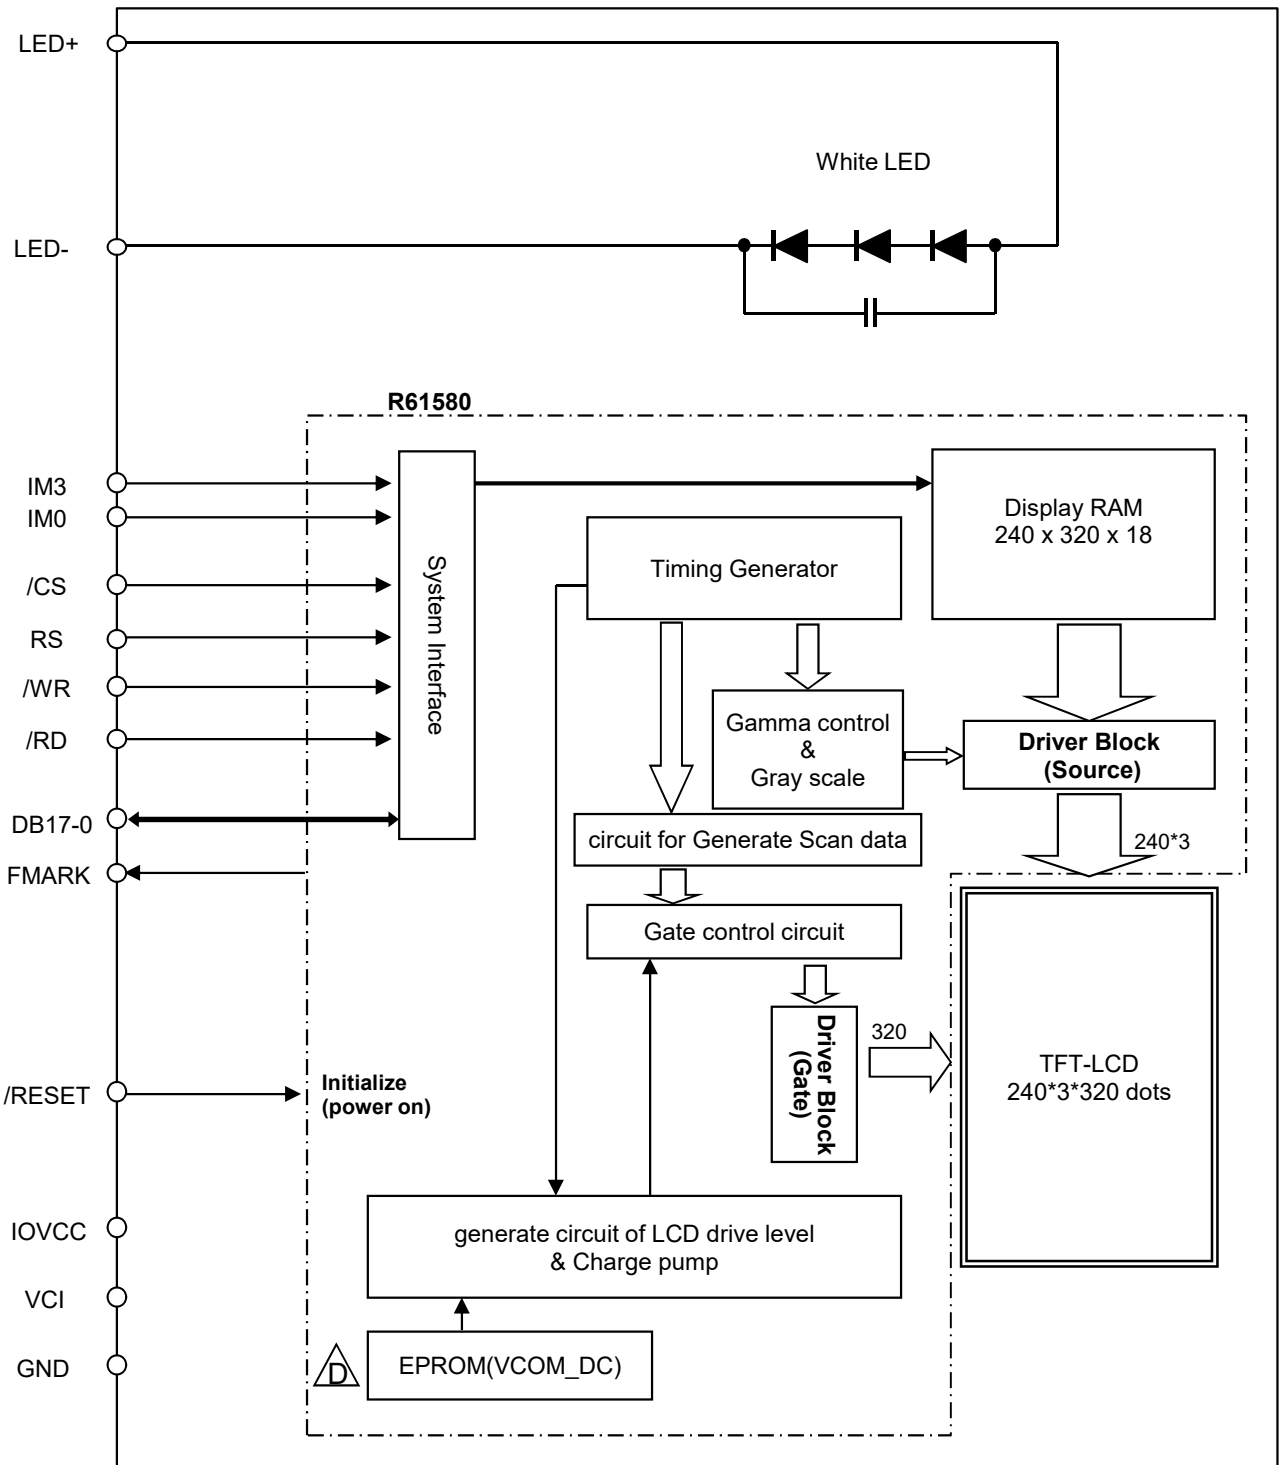 LED+
White LED
LED-
R61580
IM3
IM0
/CS
RS
/WR
/RD
DB17-0
FMARK
System Interface
Display RAM
240 x 320 x 18
Timing Generator
Gamma control
&
Gray scale
Driver Block
(Source)
240*3
circuit for Generate Scan data
Gate control circuit
Driver Block
(Gate)
320
TFT-LCD
240*3*320 dots
/RESET
Initialize
(power on)
IOVCC
VCI
GND
generate circuit of LCD drive level
& Charge pump
D
EPROM(VCOM_DC)